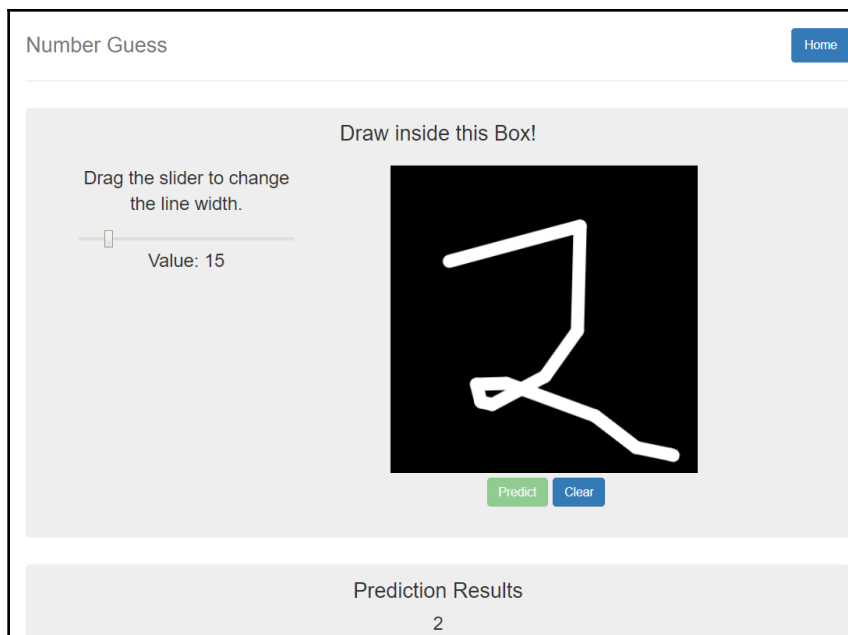 Number Guess
Home
Draw inside this Box!
Drag the slider to change
the line width.
Value: 15
2
Predict
Clear
Prediction Results
2